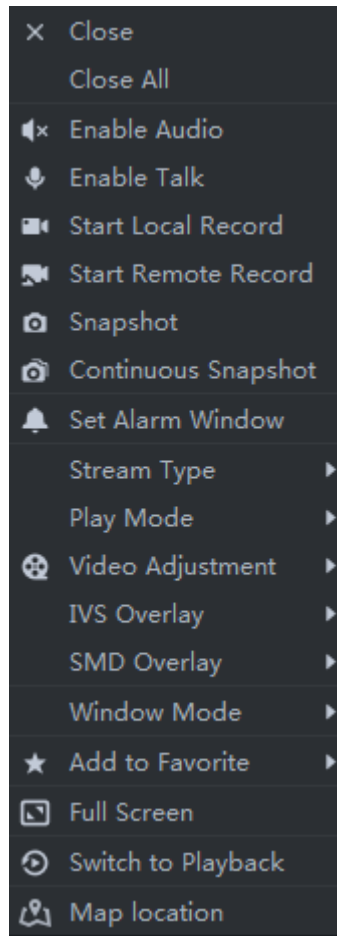 Close
Close All
Enable Audio
Enable Talk
Start Local Record
Start Remote Record
Snapshot
Continuous Snapshot
Set Alarm Window
Stream Type
Play Mode
Video Adjustment
IVS Overlay
SMD Overlay
Window Mode
Add to Favorite
Full Screen
Switch to Playback
Map location